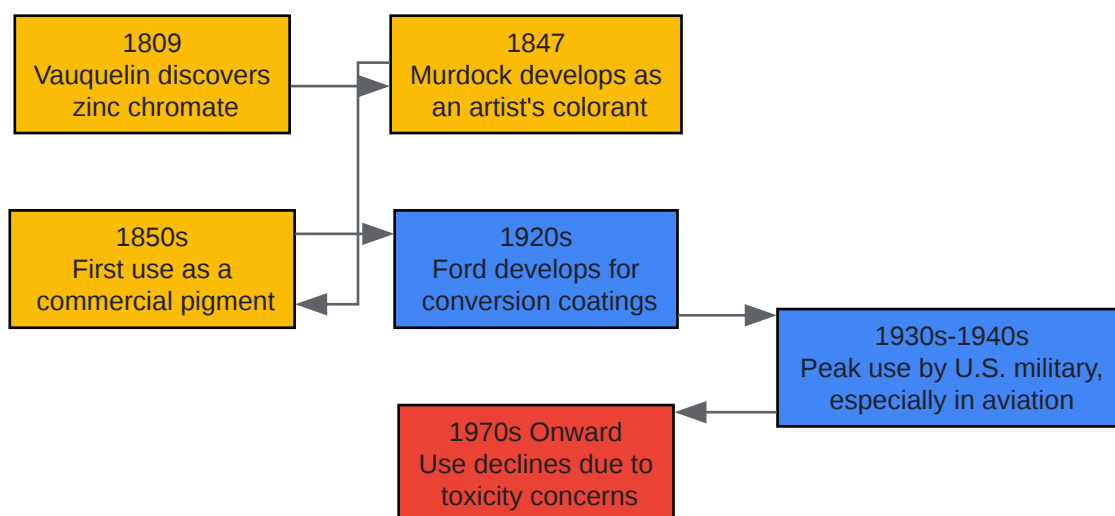 1809
Vauquelin discovers
zinc chromate
1847
Murdock develops as
an artist's colorant
1850s
First use as a
commercial pigment
1920s
Ford develops for
conversion coatings
1930s-1940s
Peak use by U.S. military,
especially in aviation
1970s Onward
Use declines due to
toxicity concerns